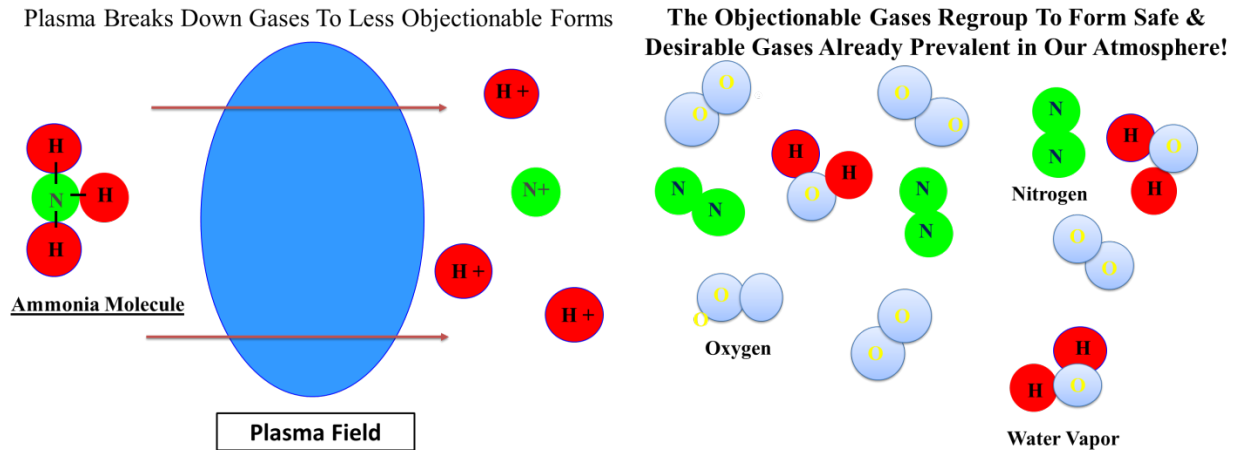 Plasma Breaks Down Gases To Less Objectionable Forms
H
N
H
H
Ammonia Molecule
Plasma Field
H +
N+
H +
H +
The Objectionable Gases Regroup To Form Safe &
Desirable Gases Already Prevalent in Our Atmosphere!
O
O
O
O
H
H
O
N
N
N
N
N
N
Nitrogen
H
O
H
O
O
O
O
Oxygen
O
O
H
H
O
Water Vapor